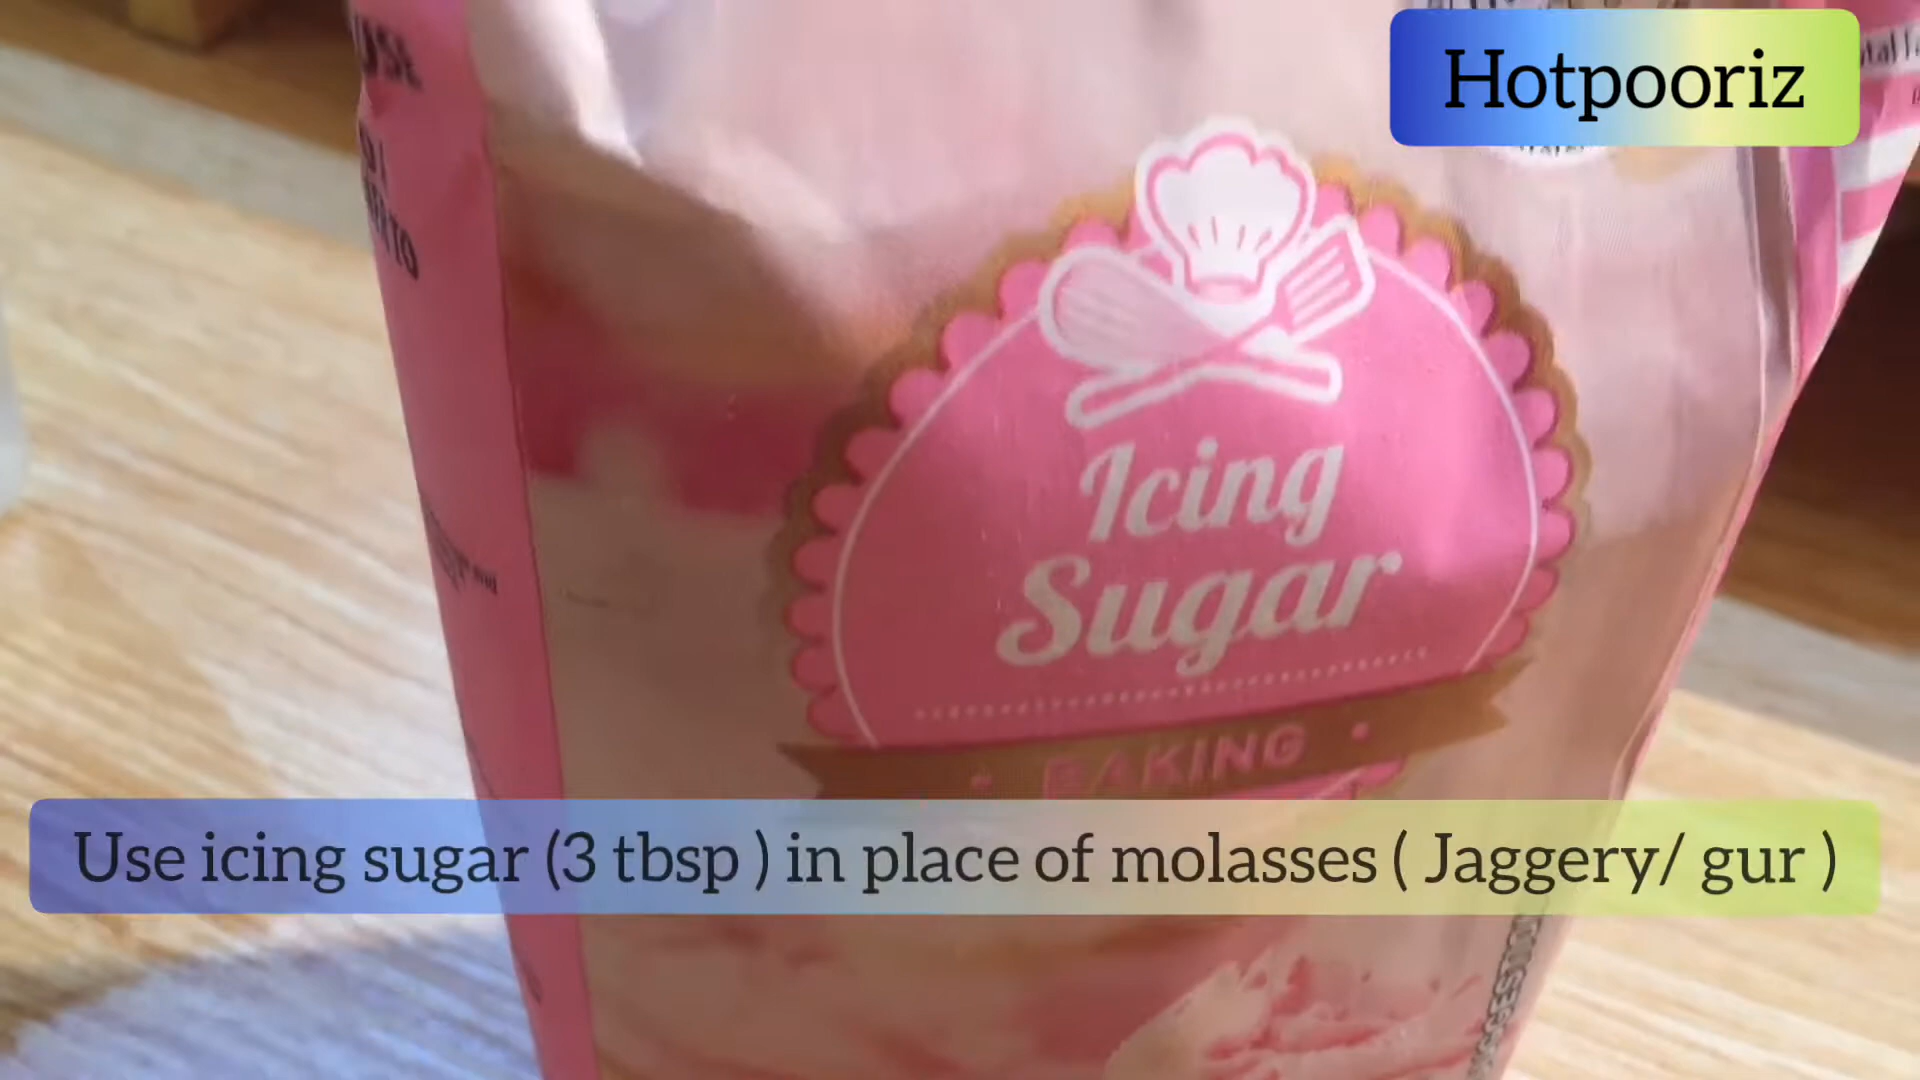 Hotpooriz
Icing
Sugar
• BAKING •
Use icing sugar (3 tbsp ) in place of molasses ( Jaggery/ gur )